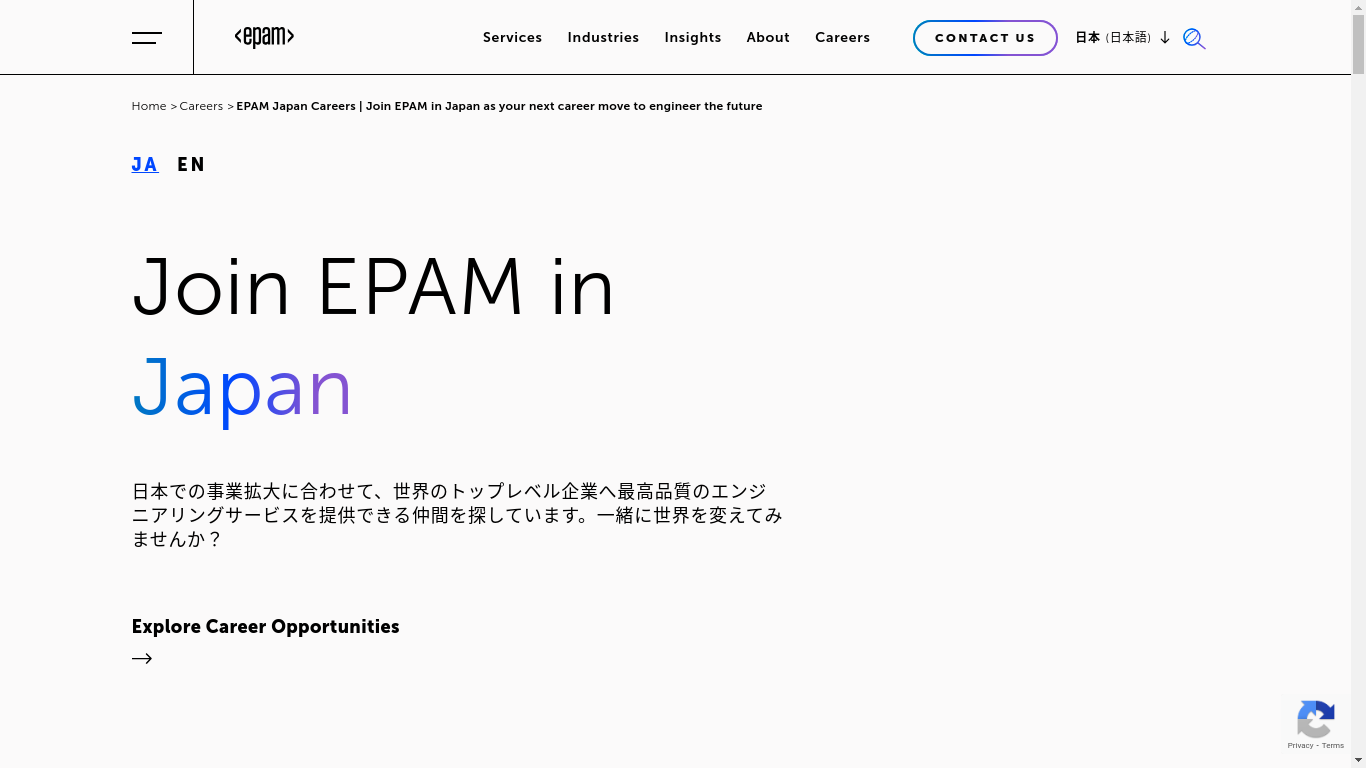 <epam>
Services Industries Insights About Careers
CONTACT US
日本 (日本語)
Home > Careers > EPAM Japan Careers | Join EPAM in Japan as your next career move to engineer the future
JA EN
Join EPAM in
Japan
日本での事業拡大に合わせて、世界のトップレベル企業へ最高品質のエンジ
ニアリングサービスを提供できる仲間を探しています。一緒に世界を変えてみ
ませんか？
Explore Career Opportunities
Privacy - Terms